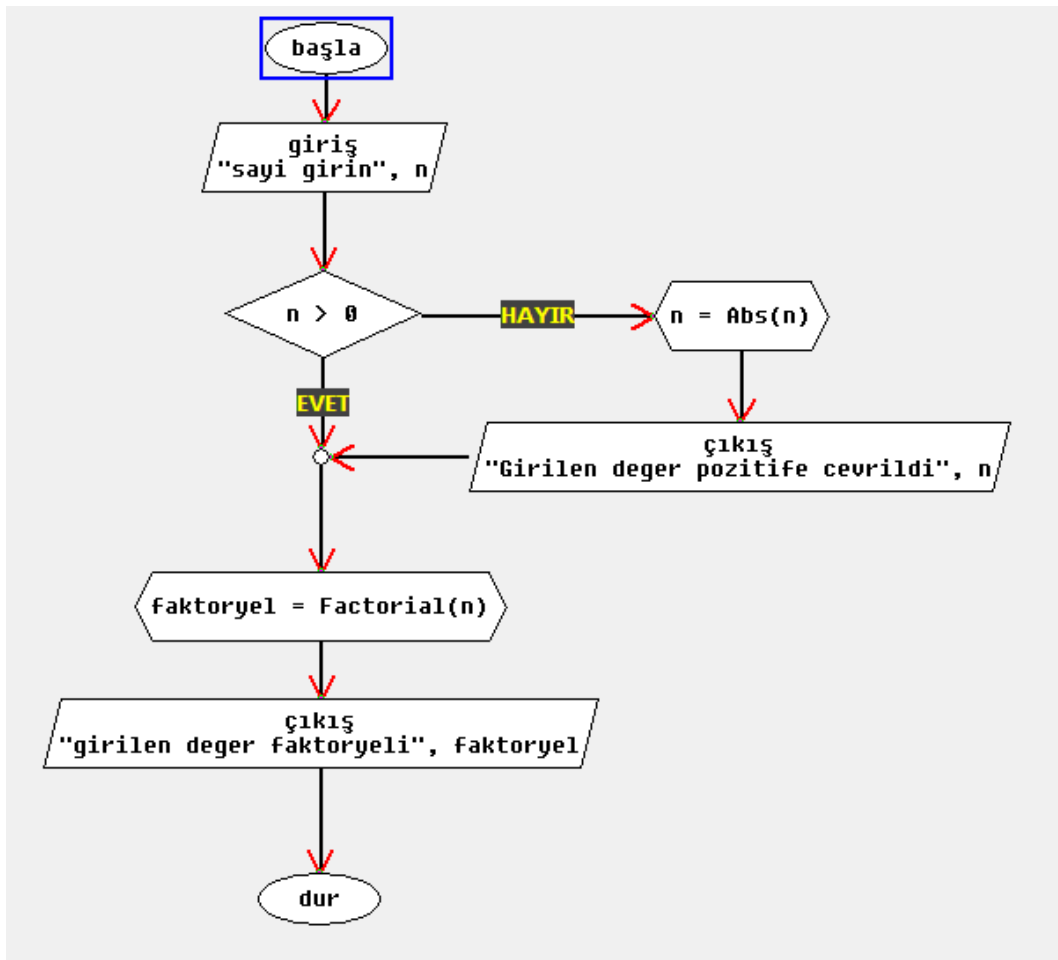 başla
giriş
"sayi girin", n
n > 0
HAYIR
n = Abs(n)
EVET
çıkış
"Girilen deger pozitife cevrildi", n
faktoryel = Factorial(n)
çıkış
"girilen deger faktoryeli", faktoryel
dur